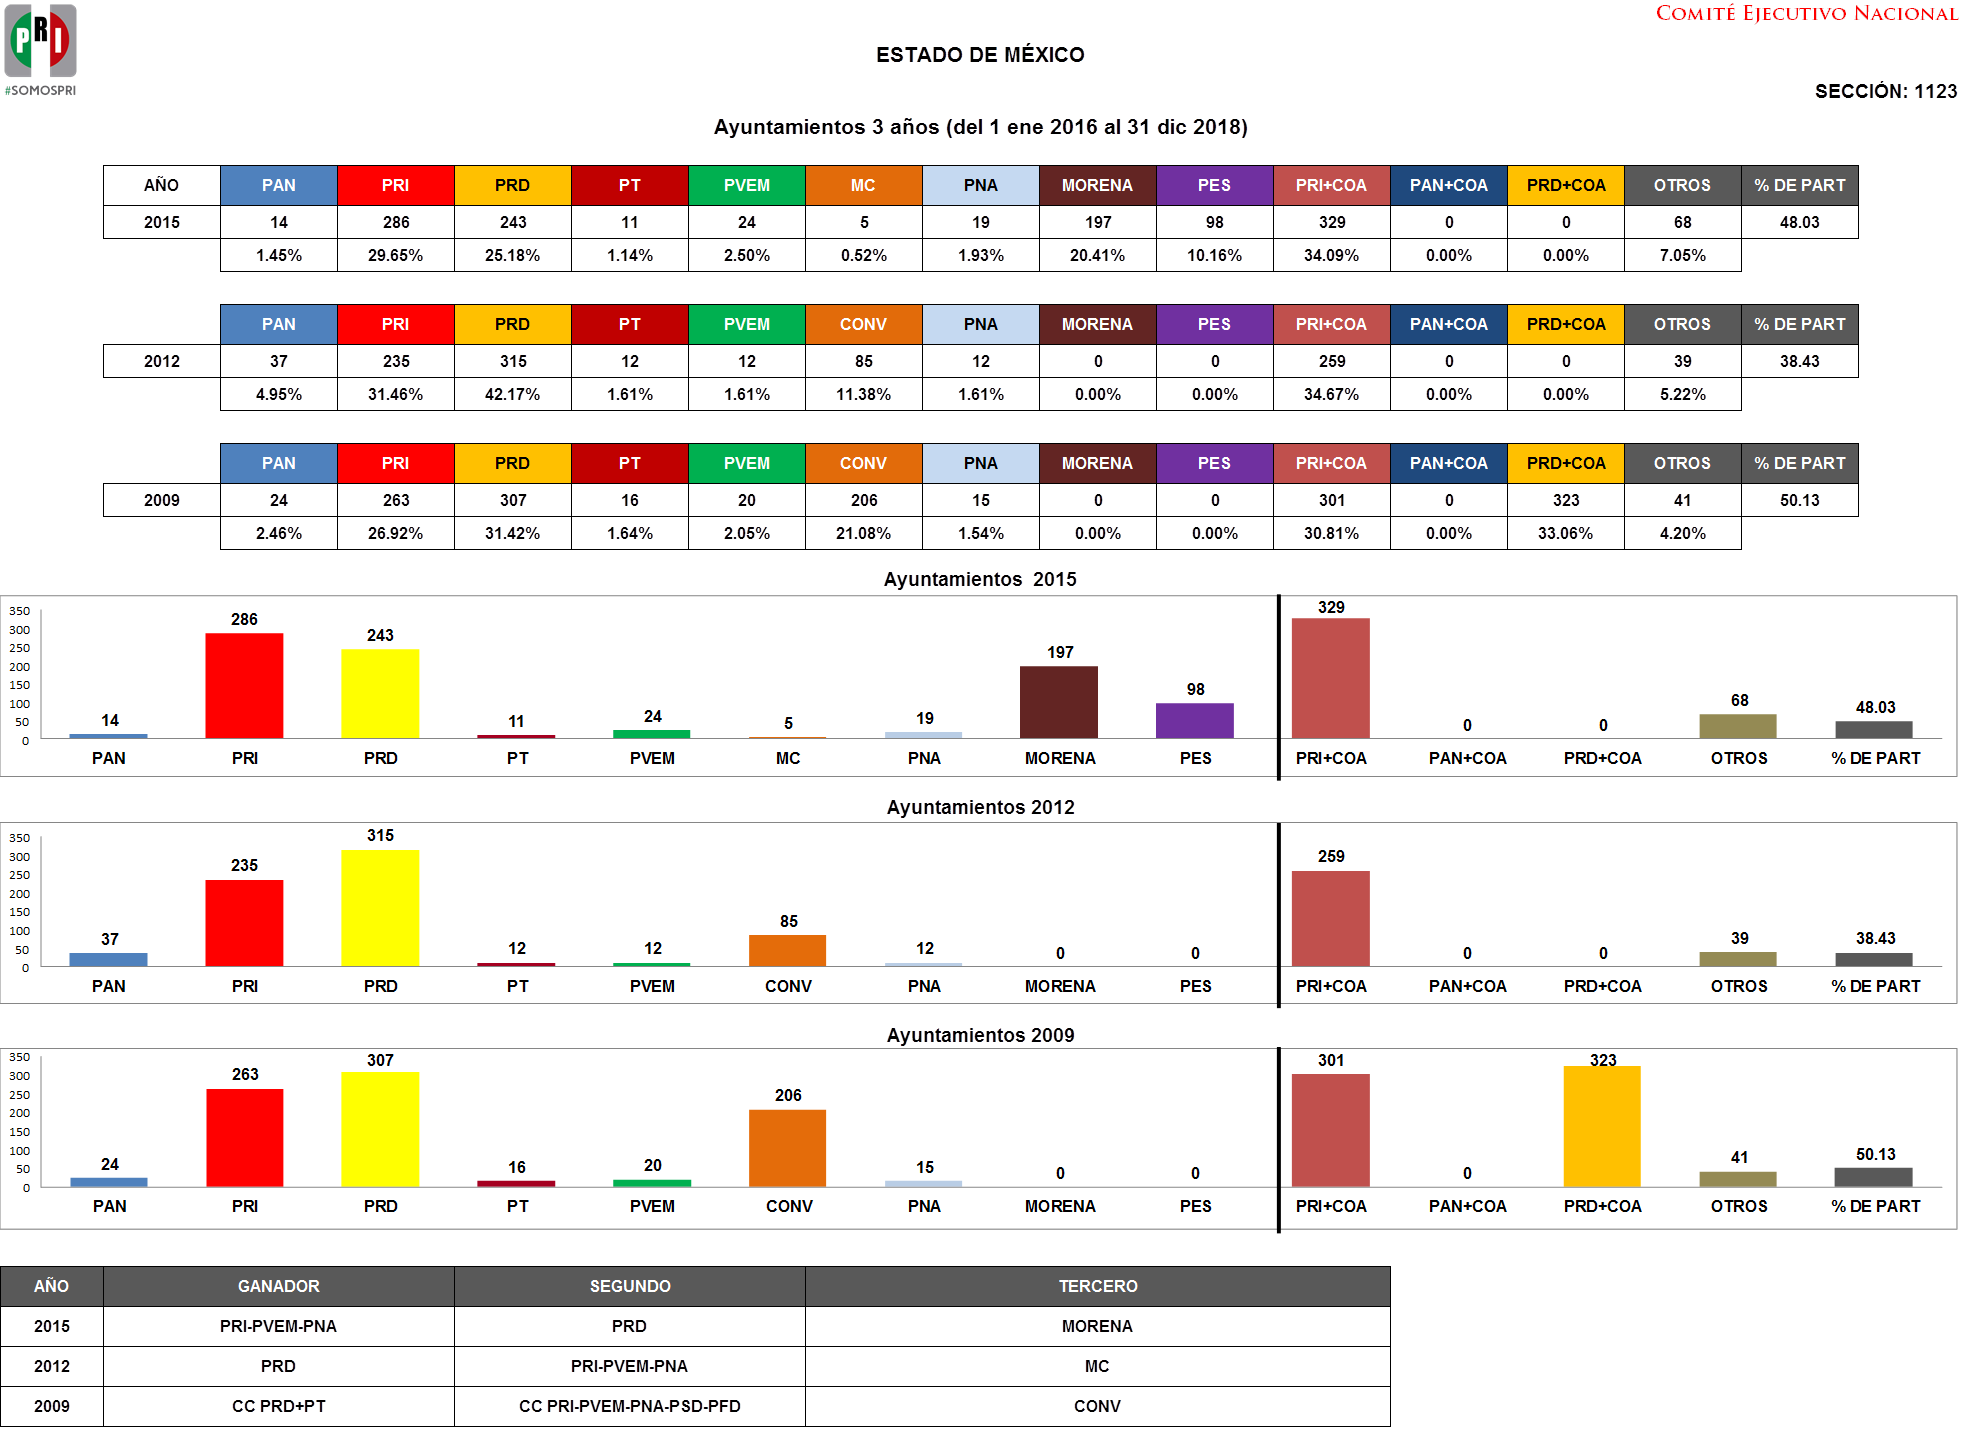 PRI
#SOMOSPRI
COMITÉ EJECUTIVO NACIONAL
ESTADO DE MÉXICO
SECCIÓN: 1123
Ayuntamientos 3 años (del 1 ene 2016 al 31 dic 2018)
AÑO PAN PRI PRD PT PVEM MC PNA MORENA PES PRI+COA PAN+COA PRD+COA OTROS % DE PART
2015 14 286 243 11 24 5 19 197 98 329 0 0 68 48.03
1.45% 29.65% 25.18% 1.14% 2.50% 0.52% 1.93% 20.41% 10.16% 34.09% 0.00% 0.00% 7.05%
PAN PRI PRD PT PVEM CONV PNA MORENA PES PRI+COA PAN+COA PRD+COA OTROS % DE PART
2012 37 235 315 12 12 85 12 0 0 259 0 0 39 38.43
4.95% 31.46% 42.17% 1.61% 1.61% 11.38% 1.61% 0.00% 0.00% 34.67% 0.00% 0.00% 5.22%
PAN PRI PRD PT PVEM CONV PNA MORENA PES PRI+COA PAN+COA PRD+COA OTROS % DE PART
2009 24 263 307 16 20 206 15 0 0 301 0 323 41 50.13
2.46% 26.92% 31.42% 1.64% 2.05% 21.08% 1.54% 0.00% 0.00% 30.81% 0.00% 33.06% 4.20%
Ayuntamientos 2015
350
300
250
200
150
100
50
0
14 286 243 11 24 5 19 197 98 329 0 0 68 48.03
PAN PRI PRD PT PVEM MC PNA MORENA PES PRI+COA PAN+COA PRD+COA OTROS % DE PART
Ayuntamientos 2012
350
300
250
200
150
100
50
0
37 235 315 12 12 85 12 0 0 259 0 0 39 38.43
PAN PRI PRD PT PVEM CONV PNA MORENA PES PRI+COA PAN+COA PRD+COA OTROS % DE PART
Ayuntamientos 2009
350
300
250
200
150
100
50
0
24 263 307 16 20 206 15 0 0 301 0 323 41 50.13
PAN PRI PRD PT PVEM CONV PNA MORENA PES PRI+COA PAN+COA PRD+COA OTROS % DE PART
AÑO GANADOR SEGUNDO TERCERO
2015 PRI-PVEM-PNA PRD MORENA
2012 PRD PRI-PVEM-PNA MC
2009 CC PRD+PT CC PRI-PVEM-PNA-PSD-PFD CONV